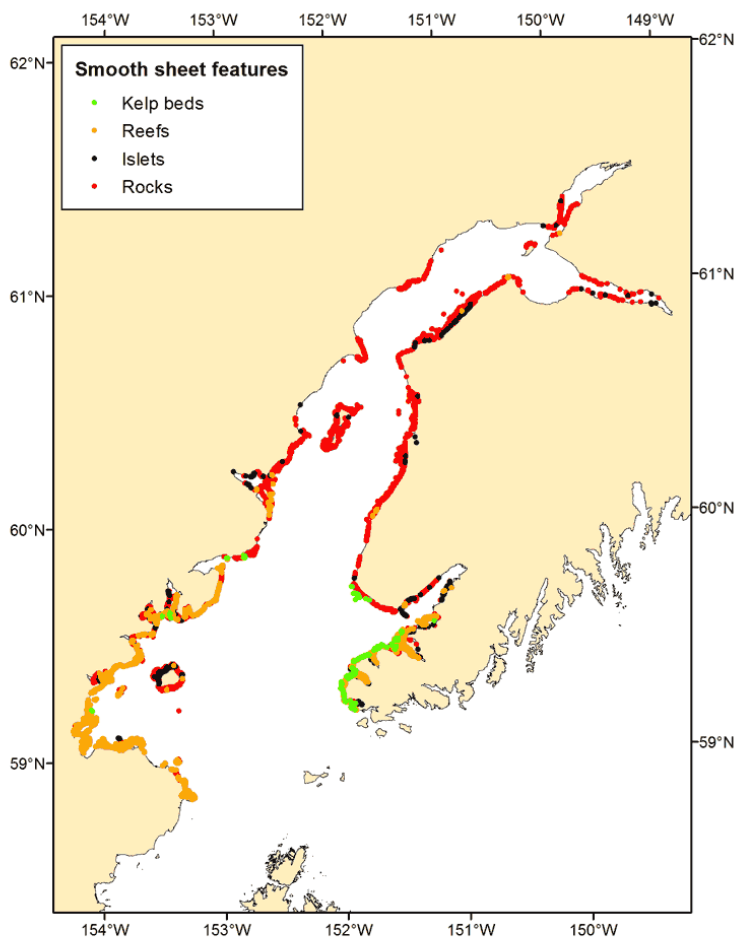 154°W 153°W 152°W 151°W 150°W 149°W
62°N 62°N
Smooth sheet features
Kelp beds
Reefs
Islets
Rocks
61°N 61°N
60°N 60°N
59°N 59°N
154°W 153°W 152°W 151°W 150°W